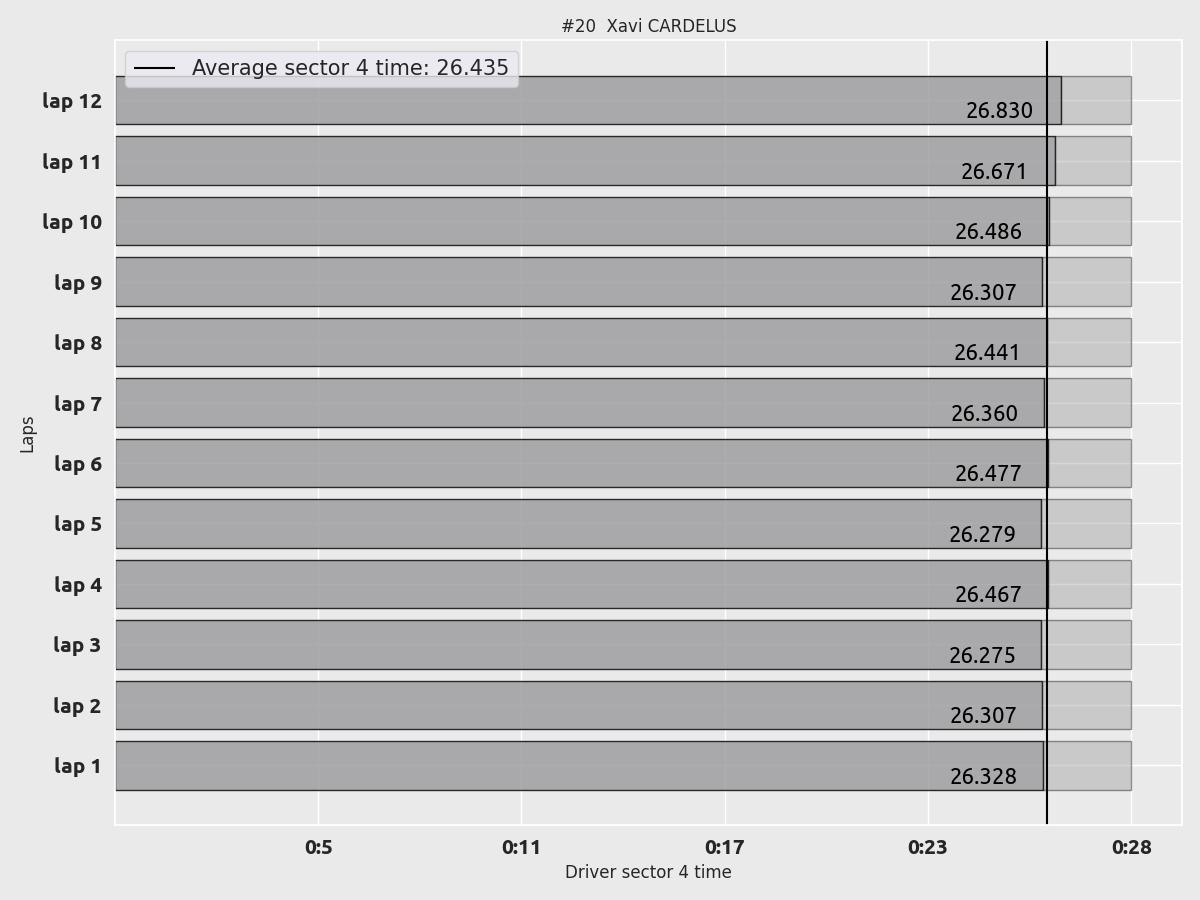 #20  Xavi CARDELUS
Average sector 4 time: 26.435
lap 12
26.830
lap 11
26.671
lap 10
26.486
lap 9
26.307
lap 8
26.441
lap 7
26.360
lap 6
26.477
lap 5
26.279
lap 4
26.467
lap 3
26.275
lap 2
26.307
lap 1
26.328
Laps
0:5
0:11
0:17
0:23
0:28
Driver sector 4 time